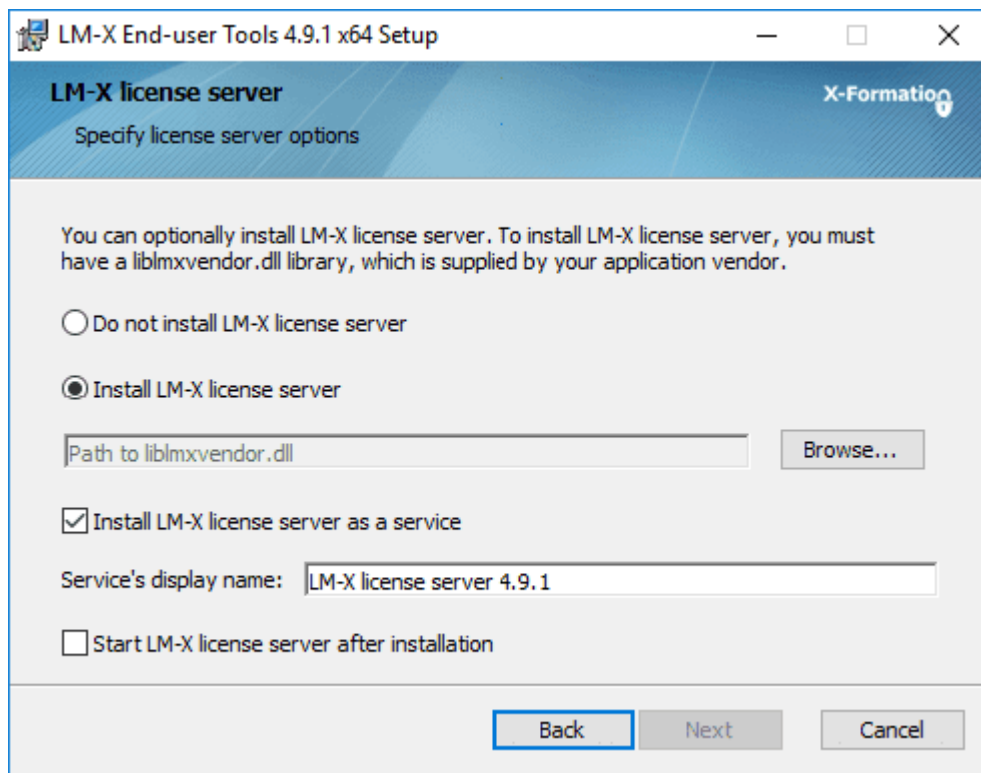 LM-X End-user Tools 4.9.1 x64 Setup
LM-X license server
X-Formation
Specify license server options
You can optionally install LM-X license server. To install LM-X license server, you must
have a liblmxvendor.dll library, which is supplied by your application vendor.
Do not install LM-X license server
Install LM-X license server
Path to liblmxvendor.dll
Browse...
Install LM-X license server as a service
Service's display name:
LM-X license server 4.9.1
Start LM-X license server after installation
Back
Next
Cancel